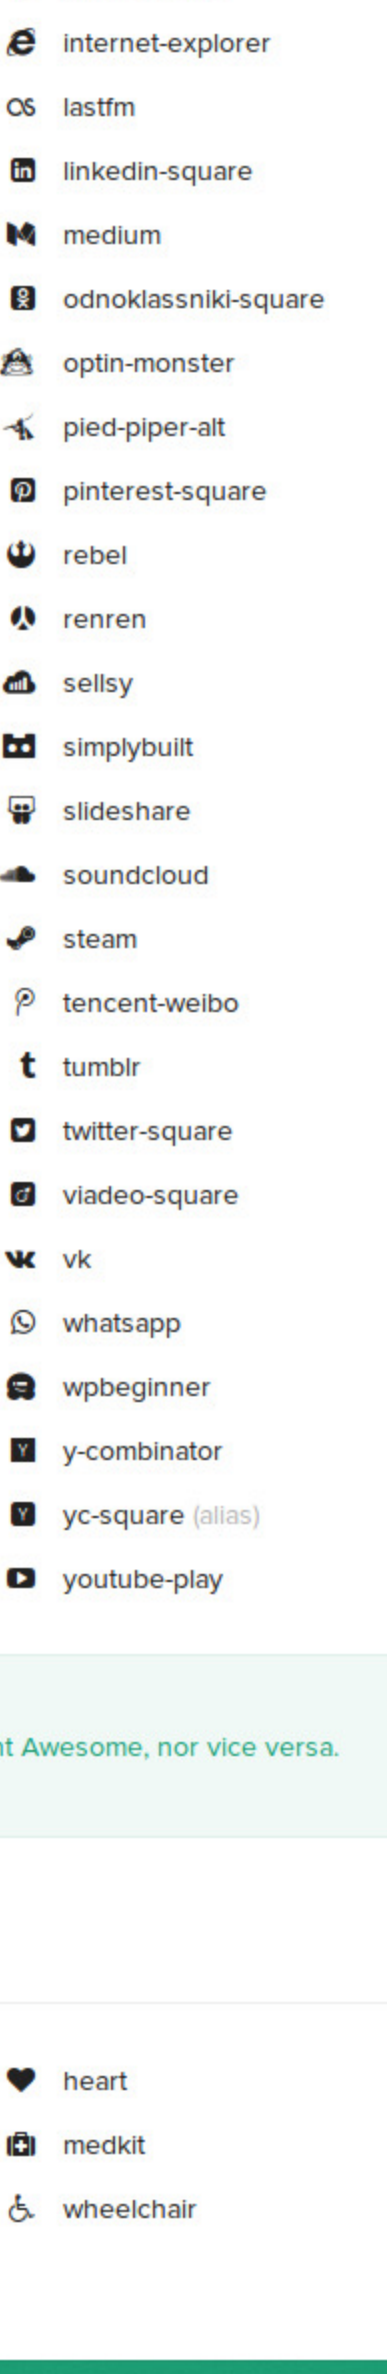 internet-explorer
lastfm
linkedin-square
medium
odnoklassniki-square
optin-monster
pied-piper-alt
pinterest-square
rebel
renren
sellsy
simplybuilt
slideshare
soundcloud
steam
tencent-weibo
tumblr
twitter-square
viadeo-square
vk
whatsapp
wpbeginner
y-combinator
yc-square (alias)
youtube-play
nt Awesome, nor vice versa.
heart
medkit
wheelchair